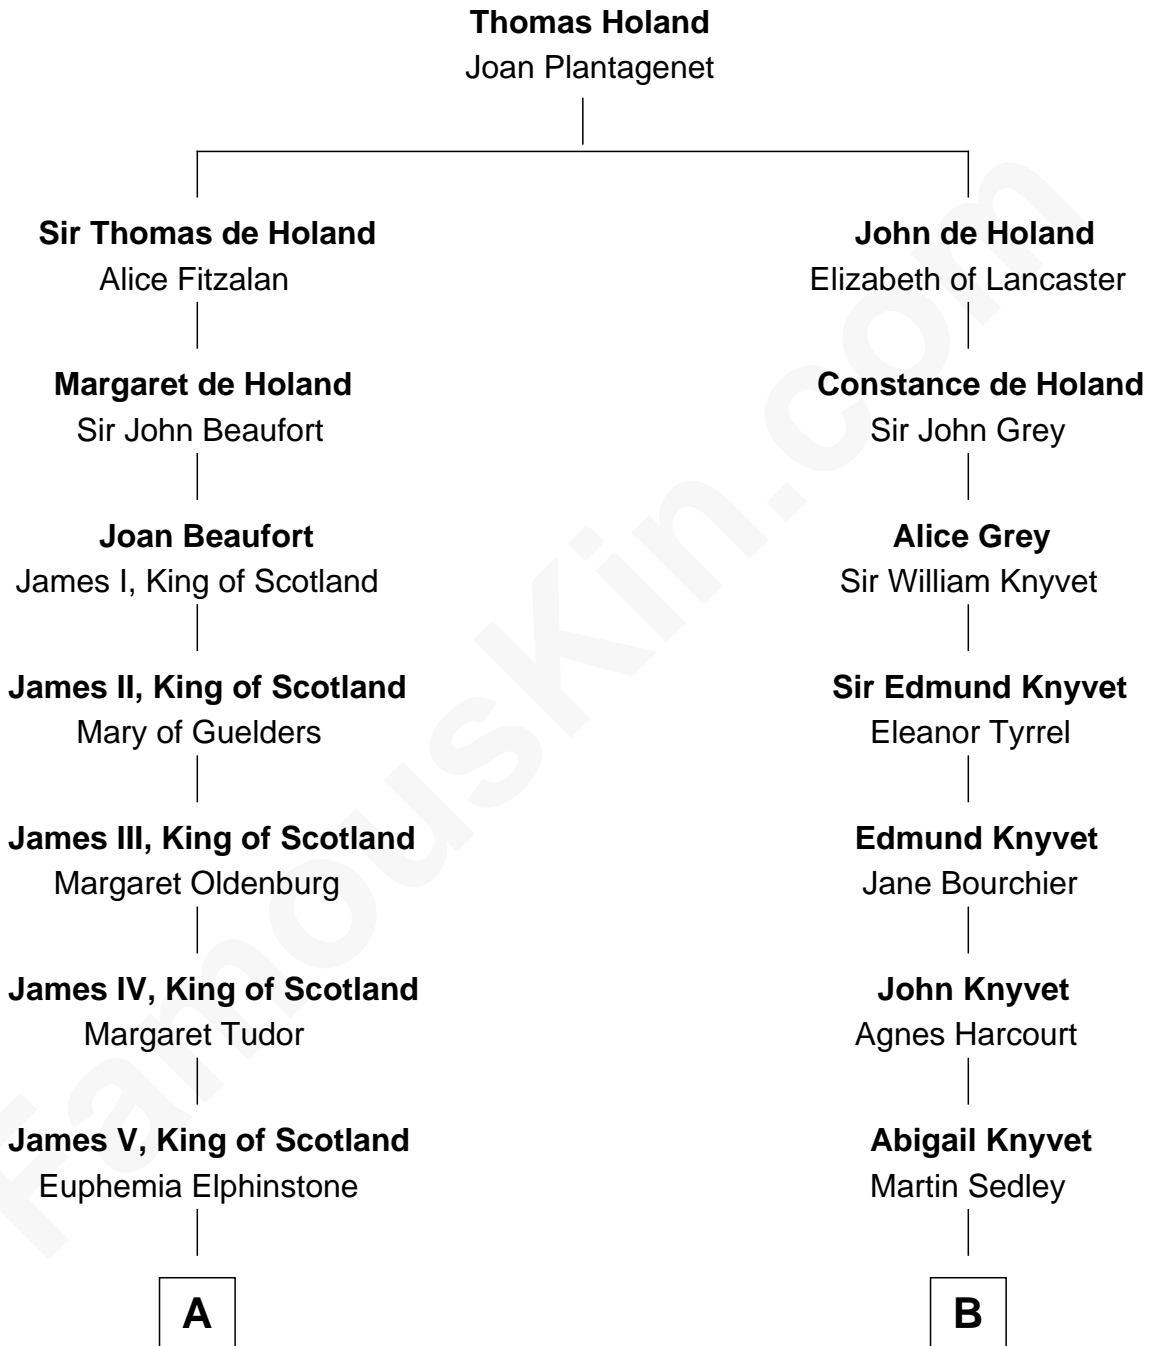 Thomas Holand
Joan Plantagenet
Sir Thomas de Holand
Alice Fitzalan
John de Holand
Elizabeth of Lancaster
Margaret de Holand
Sir John Beaufort
Constance de Holand
Sir John Grey
Joan Beaufort
James I, King of Scotland
Alice Grey
Sir William Knyvet
James II, King of Scotland
Mary of Guelders
Sir Edmund Knyvet
Eleanor Tyrrel
James III, King of Scotland
Margaret Oldenburg
Edmund Knyvet
Jane Bourchier
James IV, King of Scotland
Margaret Tudor
John Knyvet
Agnes Harcourt
James V, King of Scotland
Euphemia Elphinstone
Abigail Knyvet
Martin Sedley
A
B
FamousKin.com